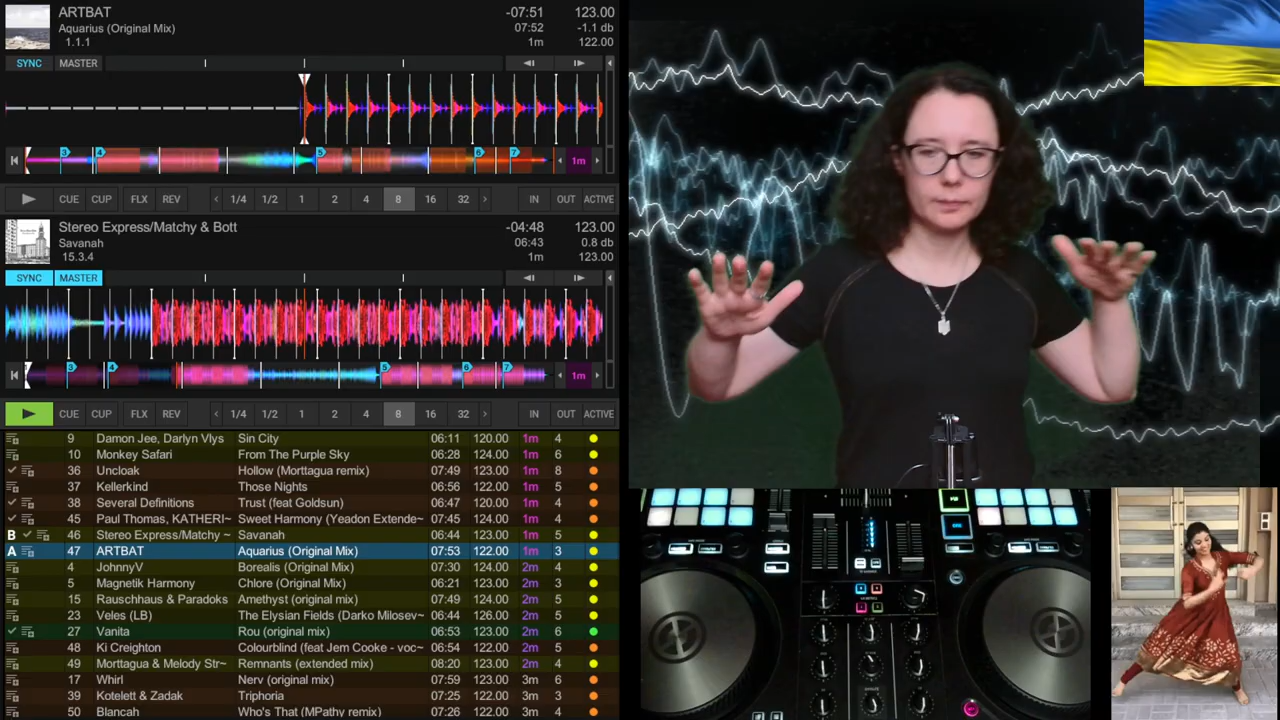 ARTBAT -07:51 123.00
Aquarius (Original Mix) 07:52 -1.1 db
1.1.1 1m 122.00
SYNC MASTER
3 4 5 6 7 1m
CUE CUP FLX REV 1/4 1/2 1 2 4 8 16 32 IN OUT ACTIVE
Stereo Express/Matchy & Bott -04:48 123.00
Savanah 06:43 0.8 db
15.3.4 1m 123.00
SYNC MASTER
3 4 5 6 7 1m
CUE CUP FLX REV 1/4 1/2 1 2 4 8 16 32 IN OUT ACTIVE
9 Damon Jee, Darlyn Vlys Sin City 06:11 120.00 1m 4
10 Monkey Safari From The Purple Sky 06:28 124.00 1m 6
36 Uncloak Hollow (Morttagua remix) 07:49 123.00 1m 8
37 Kellerkind Those Nights 06:56 122.00 1m 5
38 Several Definitions Trust (feat Goldsun) 06:47 120.00 1m 4
45 Paul Thomas, KATHERI~ Sweet Harmony (Yeadon Extende~ 07:45 124.00 1m 4
B 46 Stereo Express/Matchy ~ Savanah 06:44 123.00 1m 5
A 47 ARTBAT Aquarius (Original Mix) 07:53 122.00 1m 3
4 JohnnyV Borealis (Original Mix) 07:30 124.00 2m 4
5 Magnetik Harmony Chlore (Original Mix) 06:21 123.00 2m 3
15 Rauschhaus & Paradoks Amethyst (original mix) 07:49 124.00 2m 5
23 Veles (LB) The Elysian Fields (Darko Milosev~ 06:44 126.00 2m 5
27 Vanita Rou (original mix) 06:53 123.00 2m 6
48 Ki Creighton Colourblind (feat Jem Cooke - voc~ 06:54 122.00 2m 5
49 Morttagua & Melody Str~ Remnants (extended mix) 08:20 123.00 2m 4
17 Whirl Nerv (original mix) 07:59 123.00 3m 6
39 Kotelett & Zadak Triphoria 07:25 122.00 3m 3
50 Blancah Who's That (MPathy remix) 07:26 122.00 3m 4